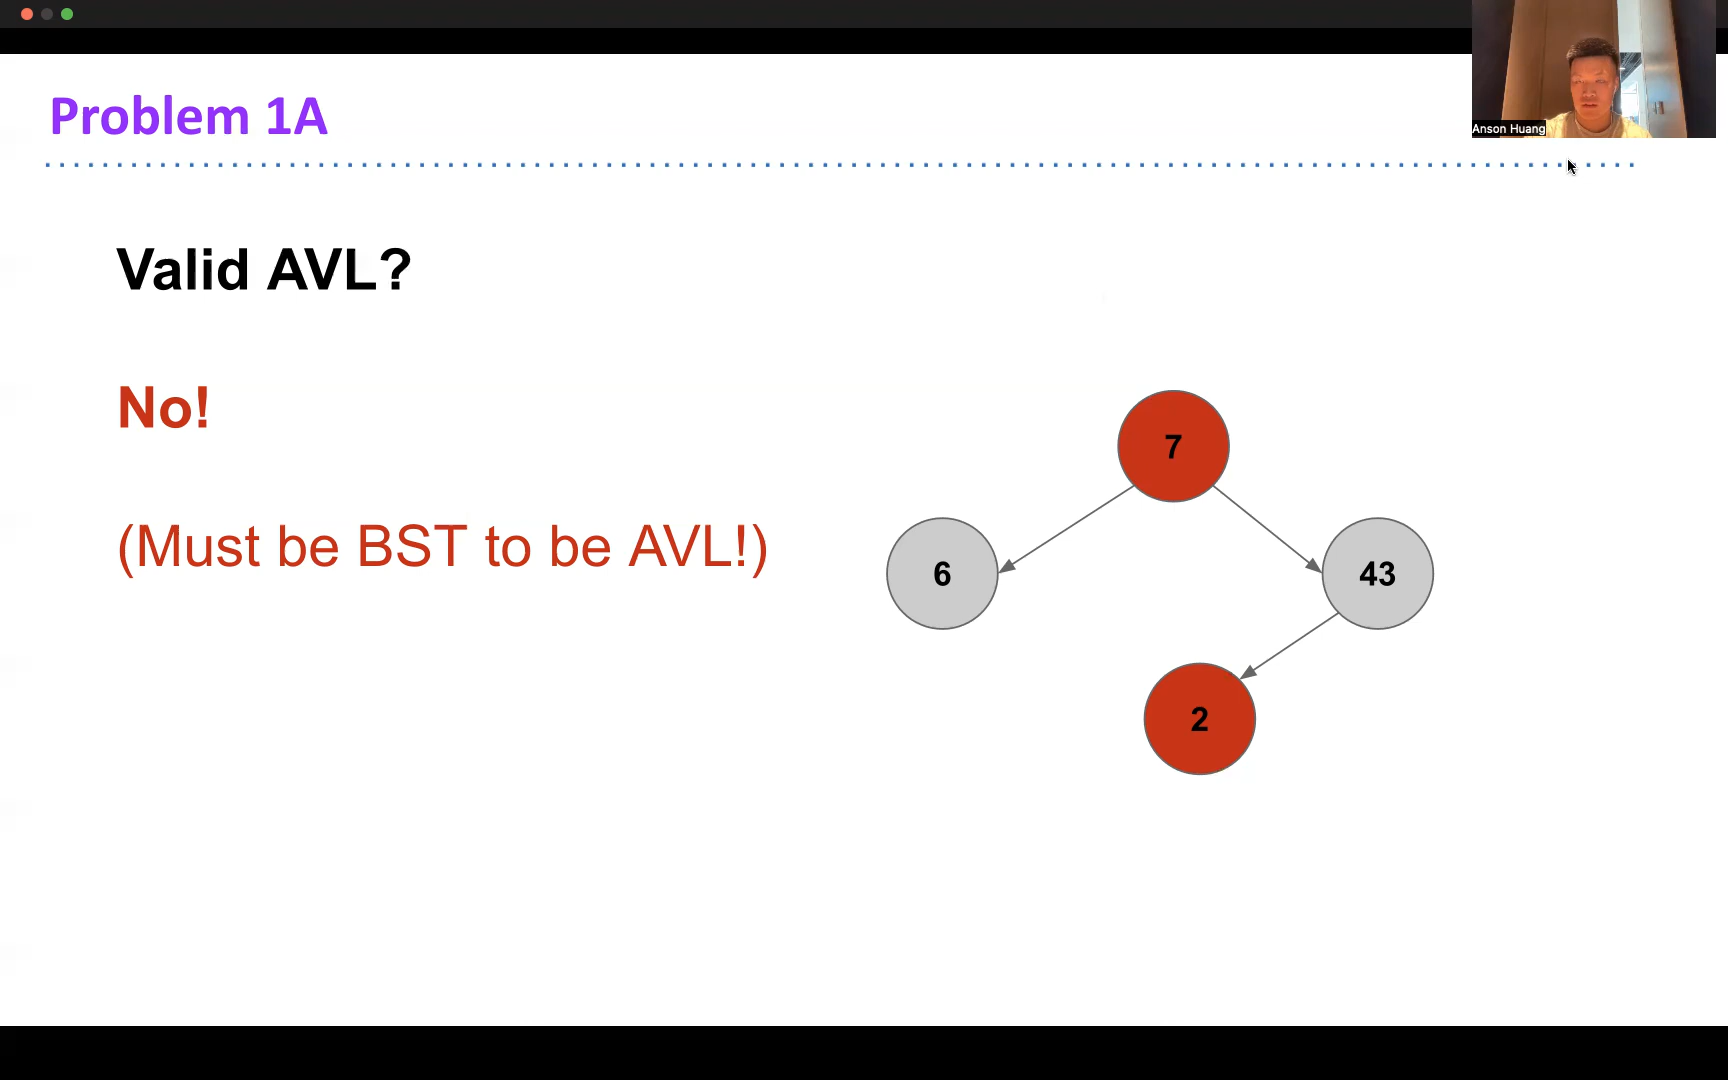 Anson Huang
Problem 1A
Valid AVL?
No!
(Must be BST to be AVL!)
7
6
43
2